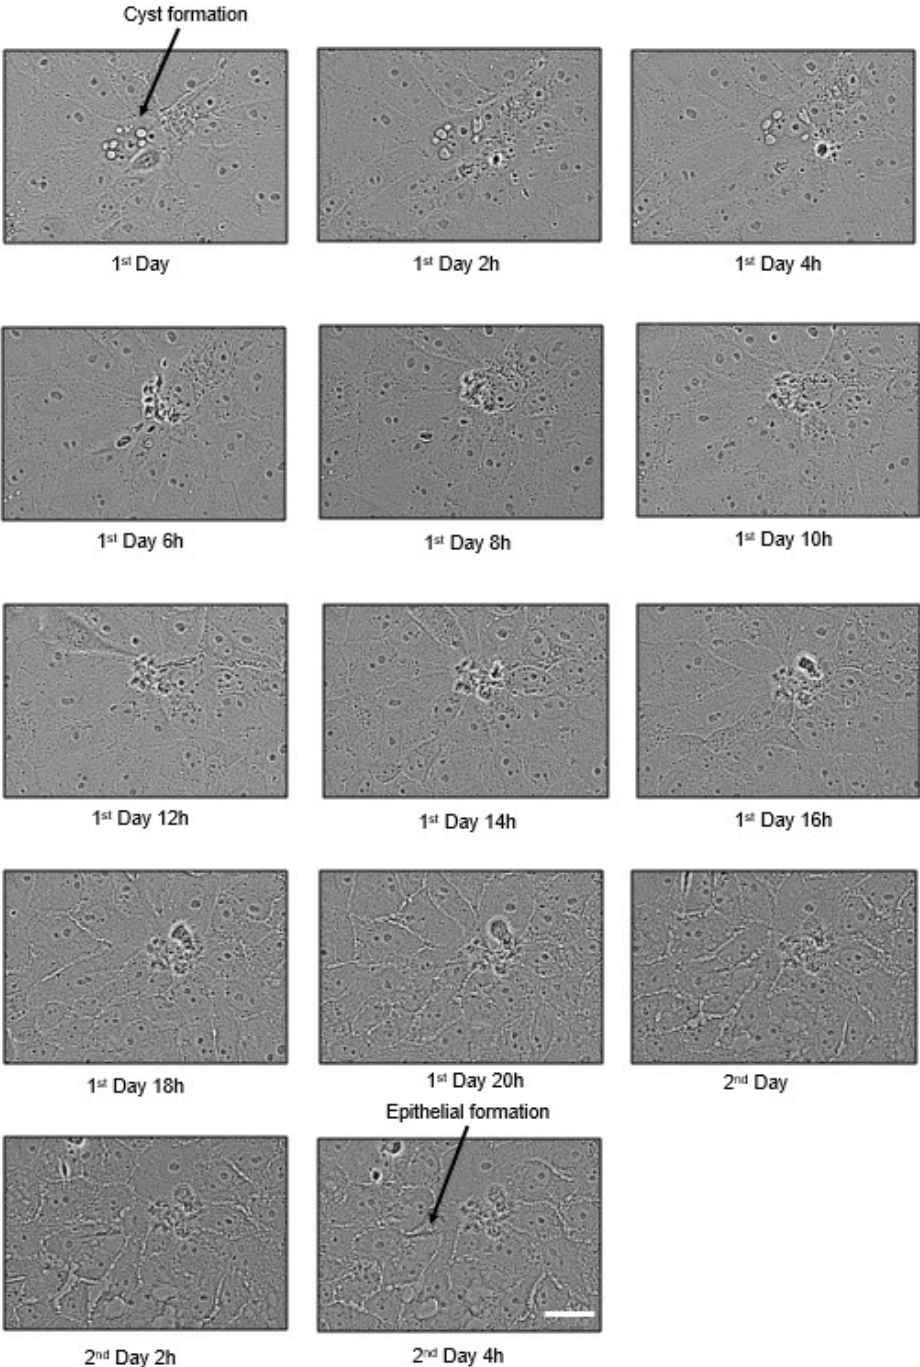 Cyst formation
1st Day
1st Day 2h
1st Day 4h
1st Day 6h
1st Day 8h
1st Day 10h
1st Day 12h
1st Day 14h
1st Day 16h
1st Day 18h
1st Day 20h
2nd Day
Epithelial formation
2nd Day 2h
2nd Day 4h